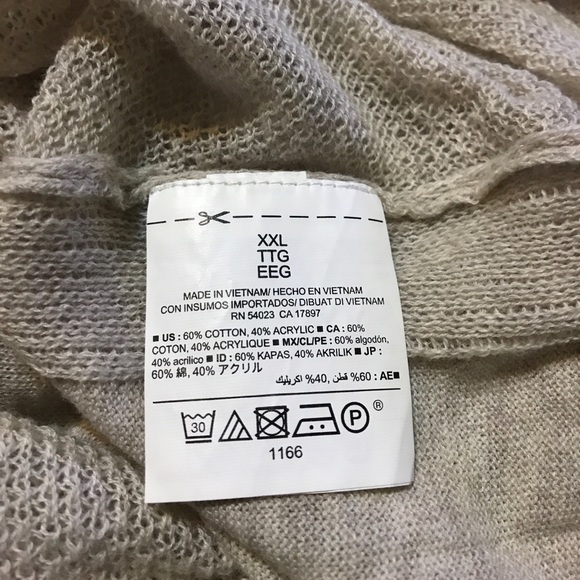 XXL
TTG
EEG
MADE IN VIETNAM/ HECHO EN VIETNAM
CON INSUMOS IMPORTADOS/ DIBUAT DI VIETNAM
RN 54023 CA 17897
■ US : 60% COTTON, 40% ACRYLIC ■ CA : 60%
COTON, 40% ACRYLIQUE ■ MX/CL/PE : 60% algodón,
40% acrílico ■ ID : 60% KAPAS, 40% AKRILIK ■ JP :
60% 綿, 40% アクリル
■ AE : 60% قطن, 40% اكريليك
30 P ®
1166